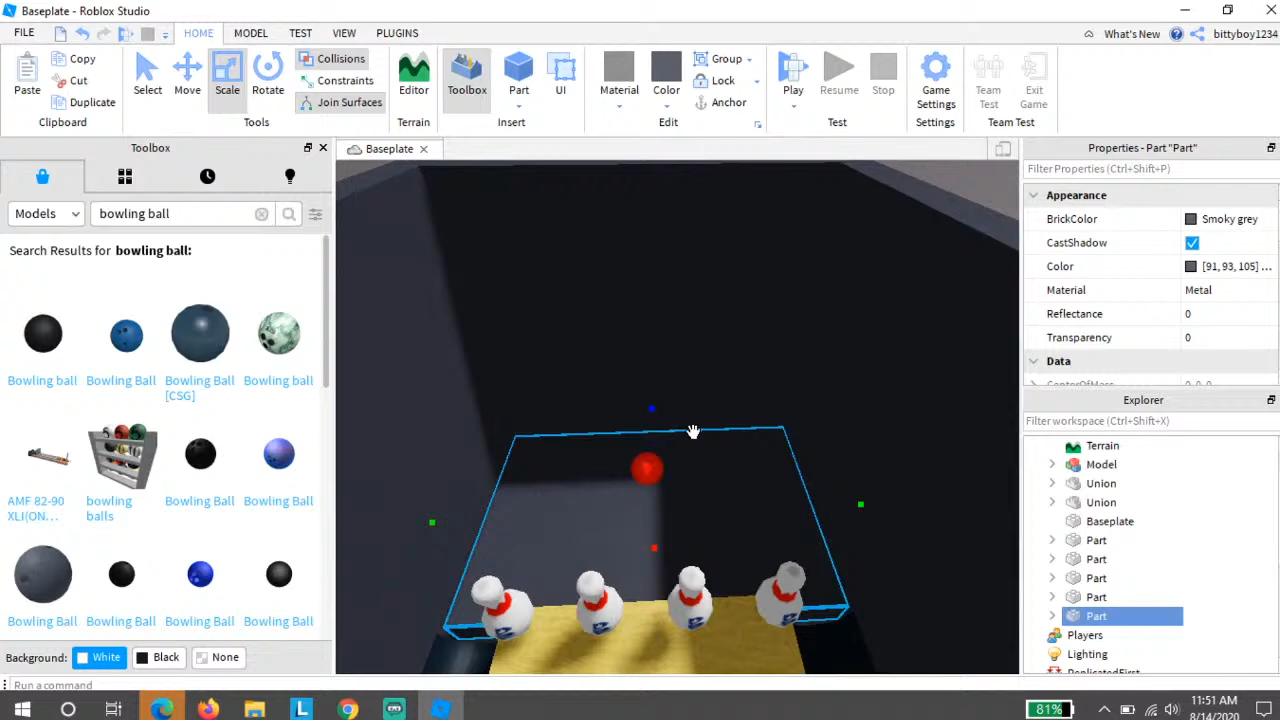 Baseplate - Roblox Studio
FILE HOME MODEL TEST VIEW PLUGINS What's New bittyboy1234
Paste Copy Cut Duplicate Select Move Scale Rotate Collisions Constraints Join Surfaces Editor Toolbox Part UI Material Color Group Lock Anchor Play Resume Stop Game Settings Team Test Exit Game
Clipboard Tools Terrain Insert Edit Test Settings Team Test
Toolbox
Baseplate
Properties - Part "Part"
Filter Properties (Ctrl+Shift+P)
Models bowling ball
Search Results for bowling ball:
Bowling ball Bowling Ball Bowling Ball [CSG] Bowling ball
AMF 82-90 XLI(ON... bowling balls Bowling Ball Bowling Ball
Bowling Ball Bowling Ball Bowling Ball Bowling Ball
Background: White Black None
Run a command
Appearance
BrickColor Smoky grey
CastShadow
Color [91, 93, 105] ...
Material Metal
Reflectance 0
Transparency 0
Data
Explorer
Filter workspace (Ctrl+Shift+X)
Terrain
Model
Union
Union
Baseplate
Part
Part
Part
Part
Part
Players
Lighting
ReplicatedFirst
81%
11:51 AM
8/14/2020